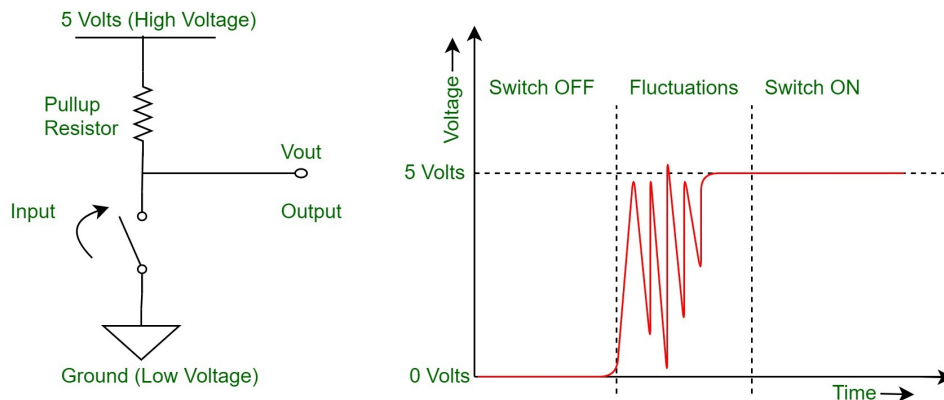 5 Volts (High Voltage)
Pullup
Resistor
Vout
Input
Output
Ground (Low Voltage)
Voltage
Switch OFF
Fluctuations
Switch ON
5 Volts
0 Volts
Time